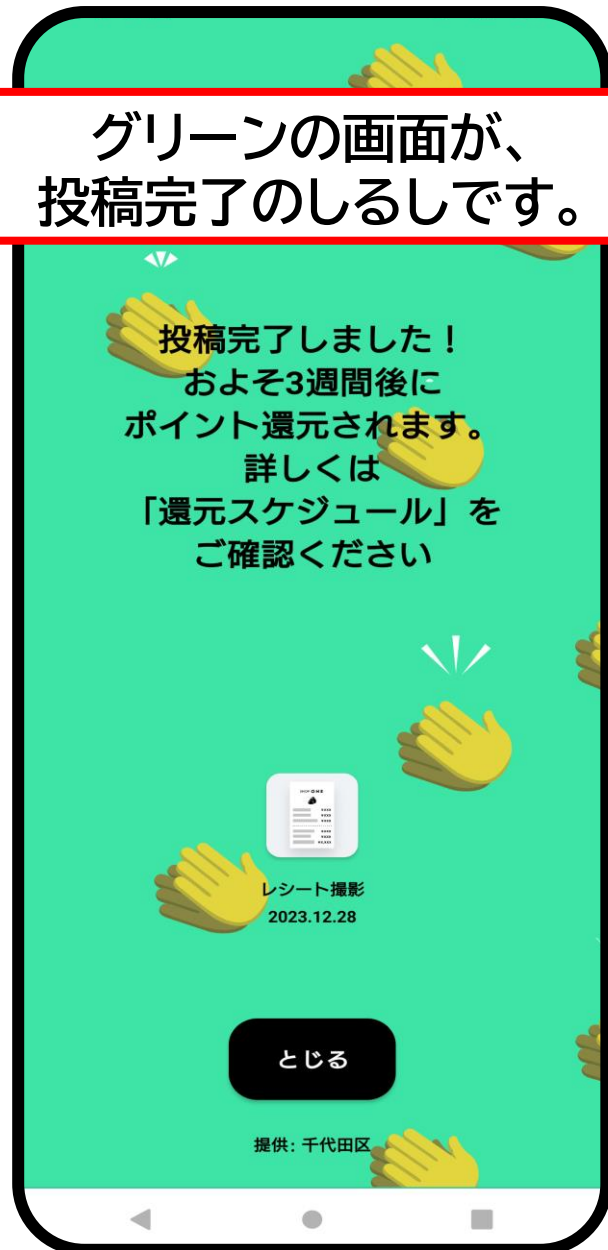 グリーンの画面が、
投稿完了のしるしです。
投稿完了しました！
およそ3週間後に
ポイント還元されます。
詳しくは
「還元スケジュール」を
ご確認ください
レシート撮影
2023.12.28
とじる
提供: 千代田区